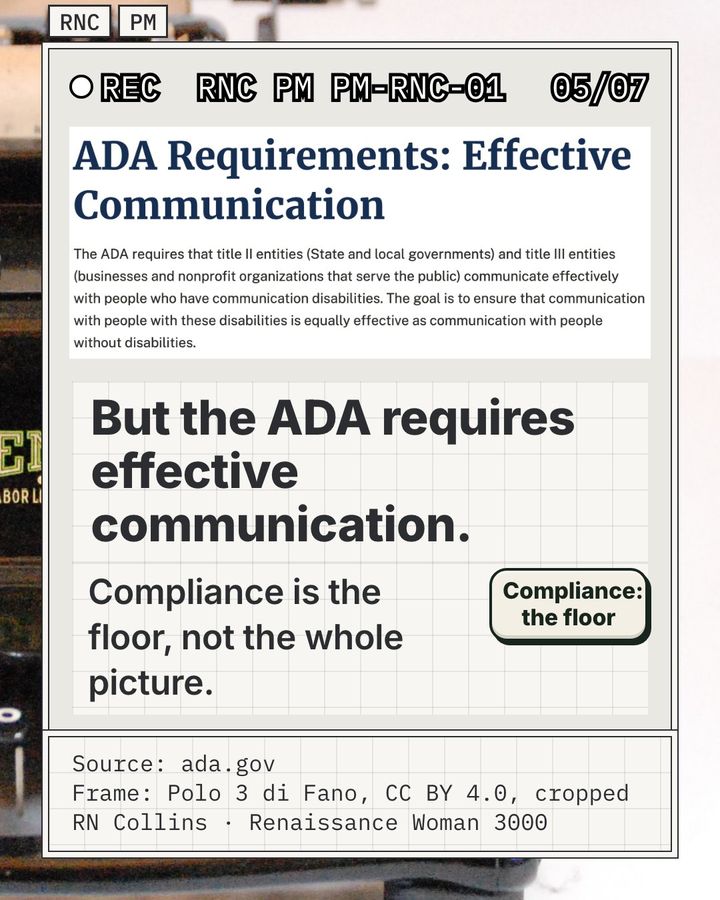 RNC PM
REC RNC PM PM-RNC-01 05/07
ADA Requirements: Effective
Communication
The ADA requires that title II entities (State and local governments) and title III entities
(businesses and nonprofit organizations that serve the public) communicate effectively
with people who have communication disabilities. The goal is to ensure that communication
with people with these disabilities is equally effective as communication with people
without disabilities.
But the ADA requires
effective
communication.
Compliance is the
floor, not the whole
picture.
Compliance:
the floor
Source: ada.gov
Frame: Polo 3 di Fano, CC BY 4.0, cropped
RN Collins · Renaissance Woman 3000